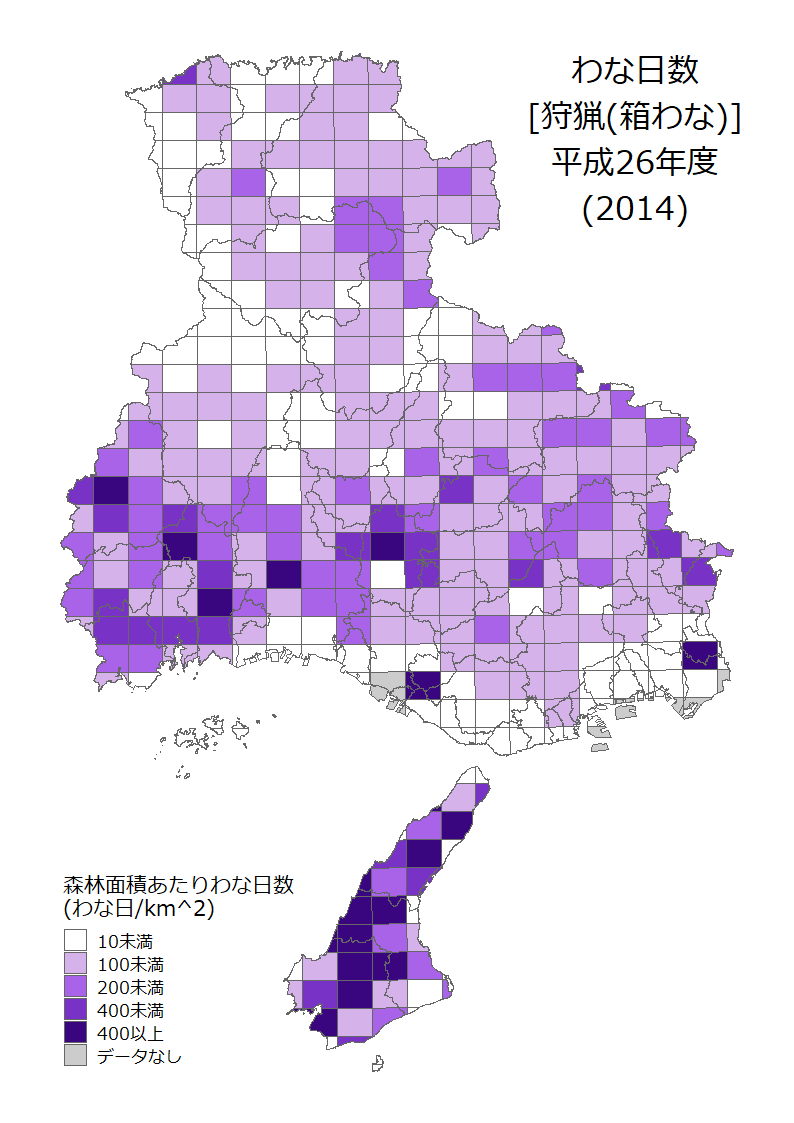 わな日数
[狩猟(箱わな)]
平成26年度
(2014)
森林面積あたりわな日数
(わな日/km^2)
10未満
100未満
200未満
400未満
400以上
データなし